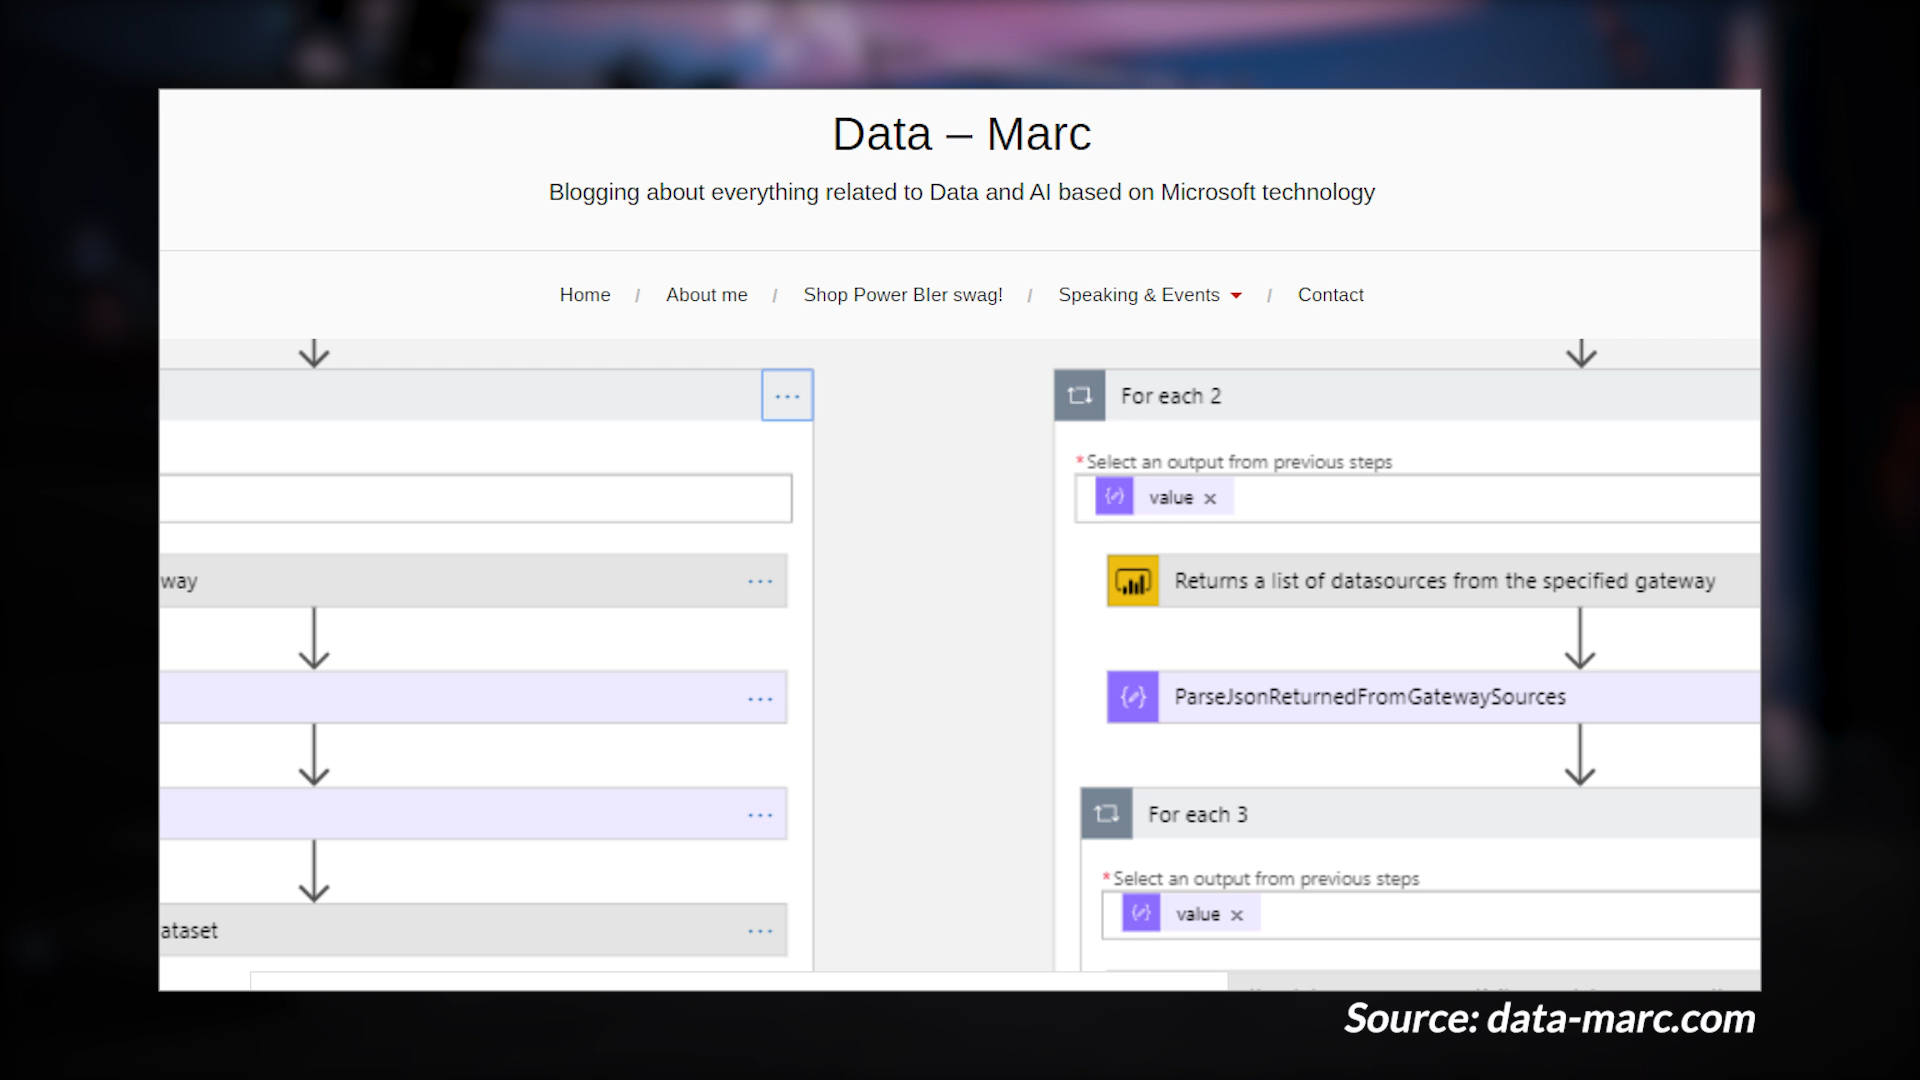 Data – Marc
Blogging about everything related to Data and AI based on Microsoft technology
Home / About me / Shop Power BIer swag! / Speaking & Events / Contact
For each 2
*Select an output from previous steps
value ×
way
Returns a list of datasources from the specified gateway
ParseJsonReturnedFromGatewaySources
For each 3
*Select an output from previous steps
value ×
ataset
Source: data-marc.com